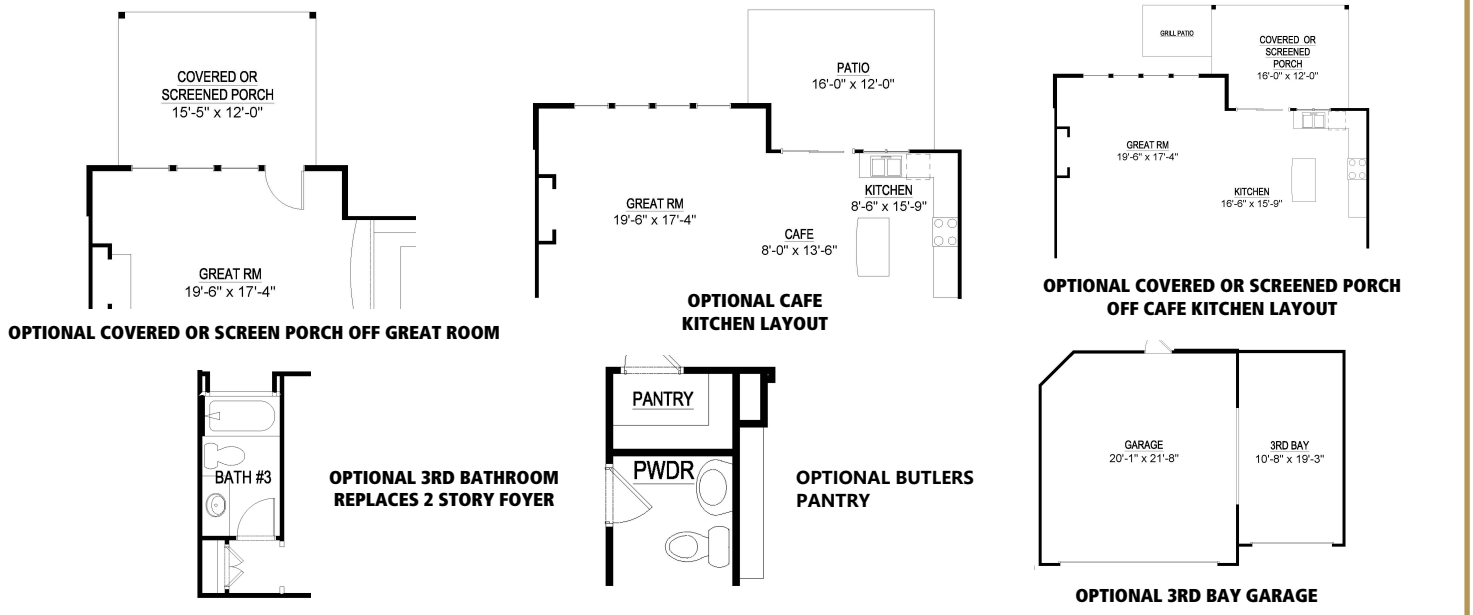 COVERED OR
SCREENED PORCH
15'-5" x 12'-0"
GREAT RM
19'-6" x 17'-4"
OPTIONAL COVERED OR SCREEN PORCH OFF GREAT ROOM
PATIO
16'-0" x 12'-0"
GREAT RM
19'-6" x 17'-4"
KITCHEN
8'-6" x 15'-9"
CAFE
8'-0" x 13'-6"
OPTIONAL CAFE
KITCHEN LAYOUT
GRILL PATIO
COVERED OR
SCREENED
PORCH
16'-0" x 12'-0"
GREAT RM
19'-6" x 17'-4"
KITCHEN
16'-6" x 15'-9"
OPTIONAL COVERED OR SCREENED PORCH
OFF CAFE KITCHEN LAYOUT
BATH #3
OPTIONAL 3RD BATHROOM
REPLACES 2 STORY FOYER
PANTRY
PWDR
OPTIONAL BUTLERS
PANTRY
GARAGE
20'-1" x 21'-8"
3RD BAY
10'-8" x 19'-3"
OPTIONAL 3RD BAY GARAGE